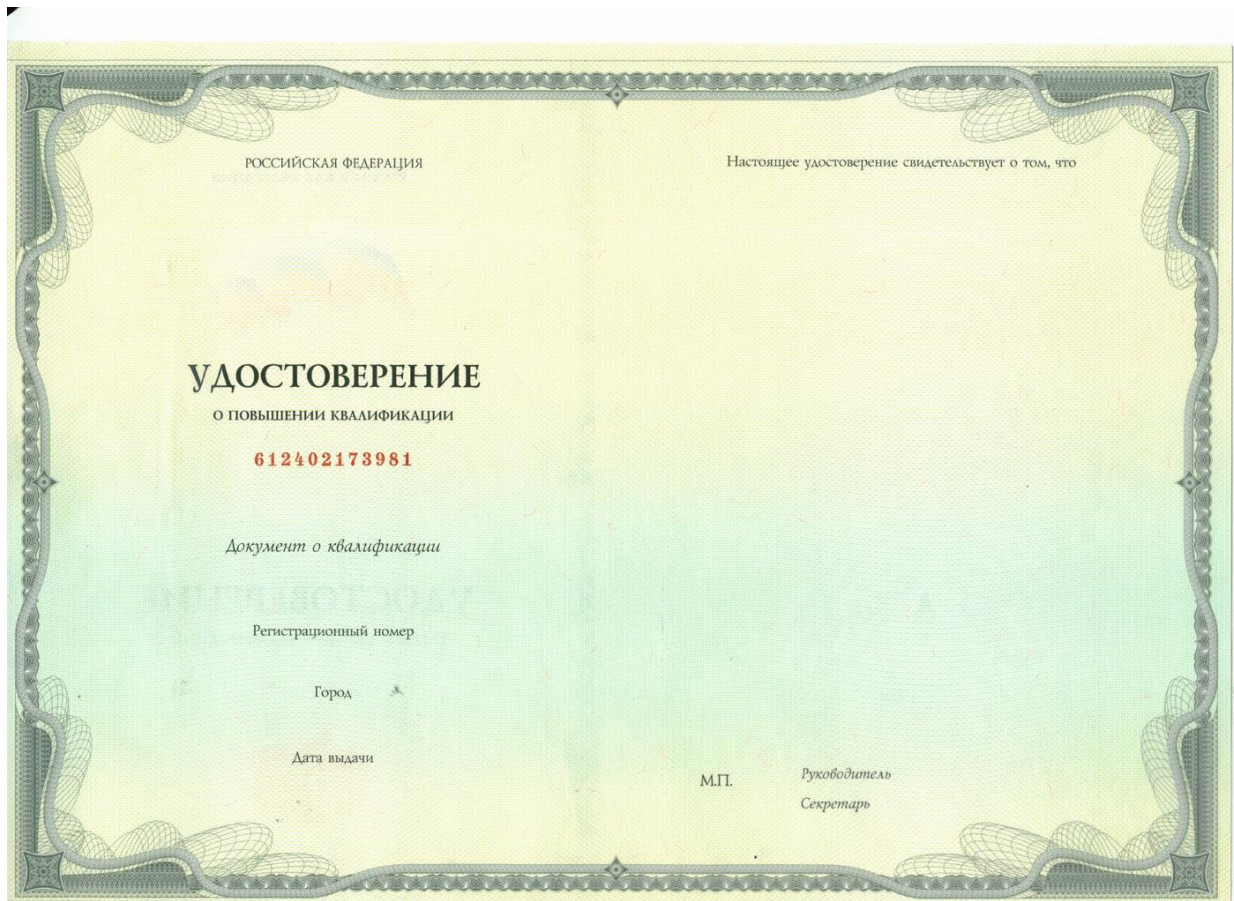 РОССИЙСКАЯ ФЕДЕРАЦИЯ
УДОСТОВЕРЕНИЕ
О ПОВЫШЕНИИ КВАЛИФИКАЦИИ
612402173981
Документ о квалификации
Регистрационный номер
Город
Дата выдачи
Настоящее удостоверение свидетельствует о том, что
М.П.
Руководитель
Секретарь